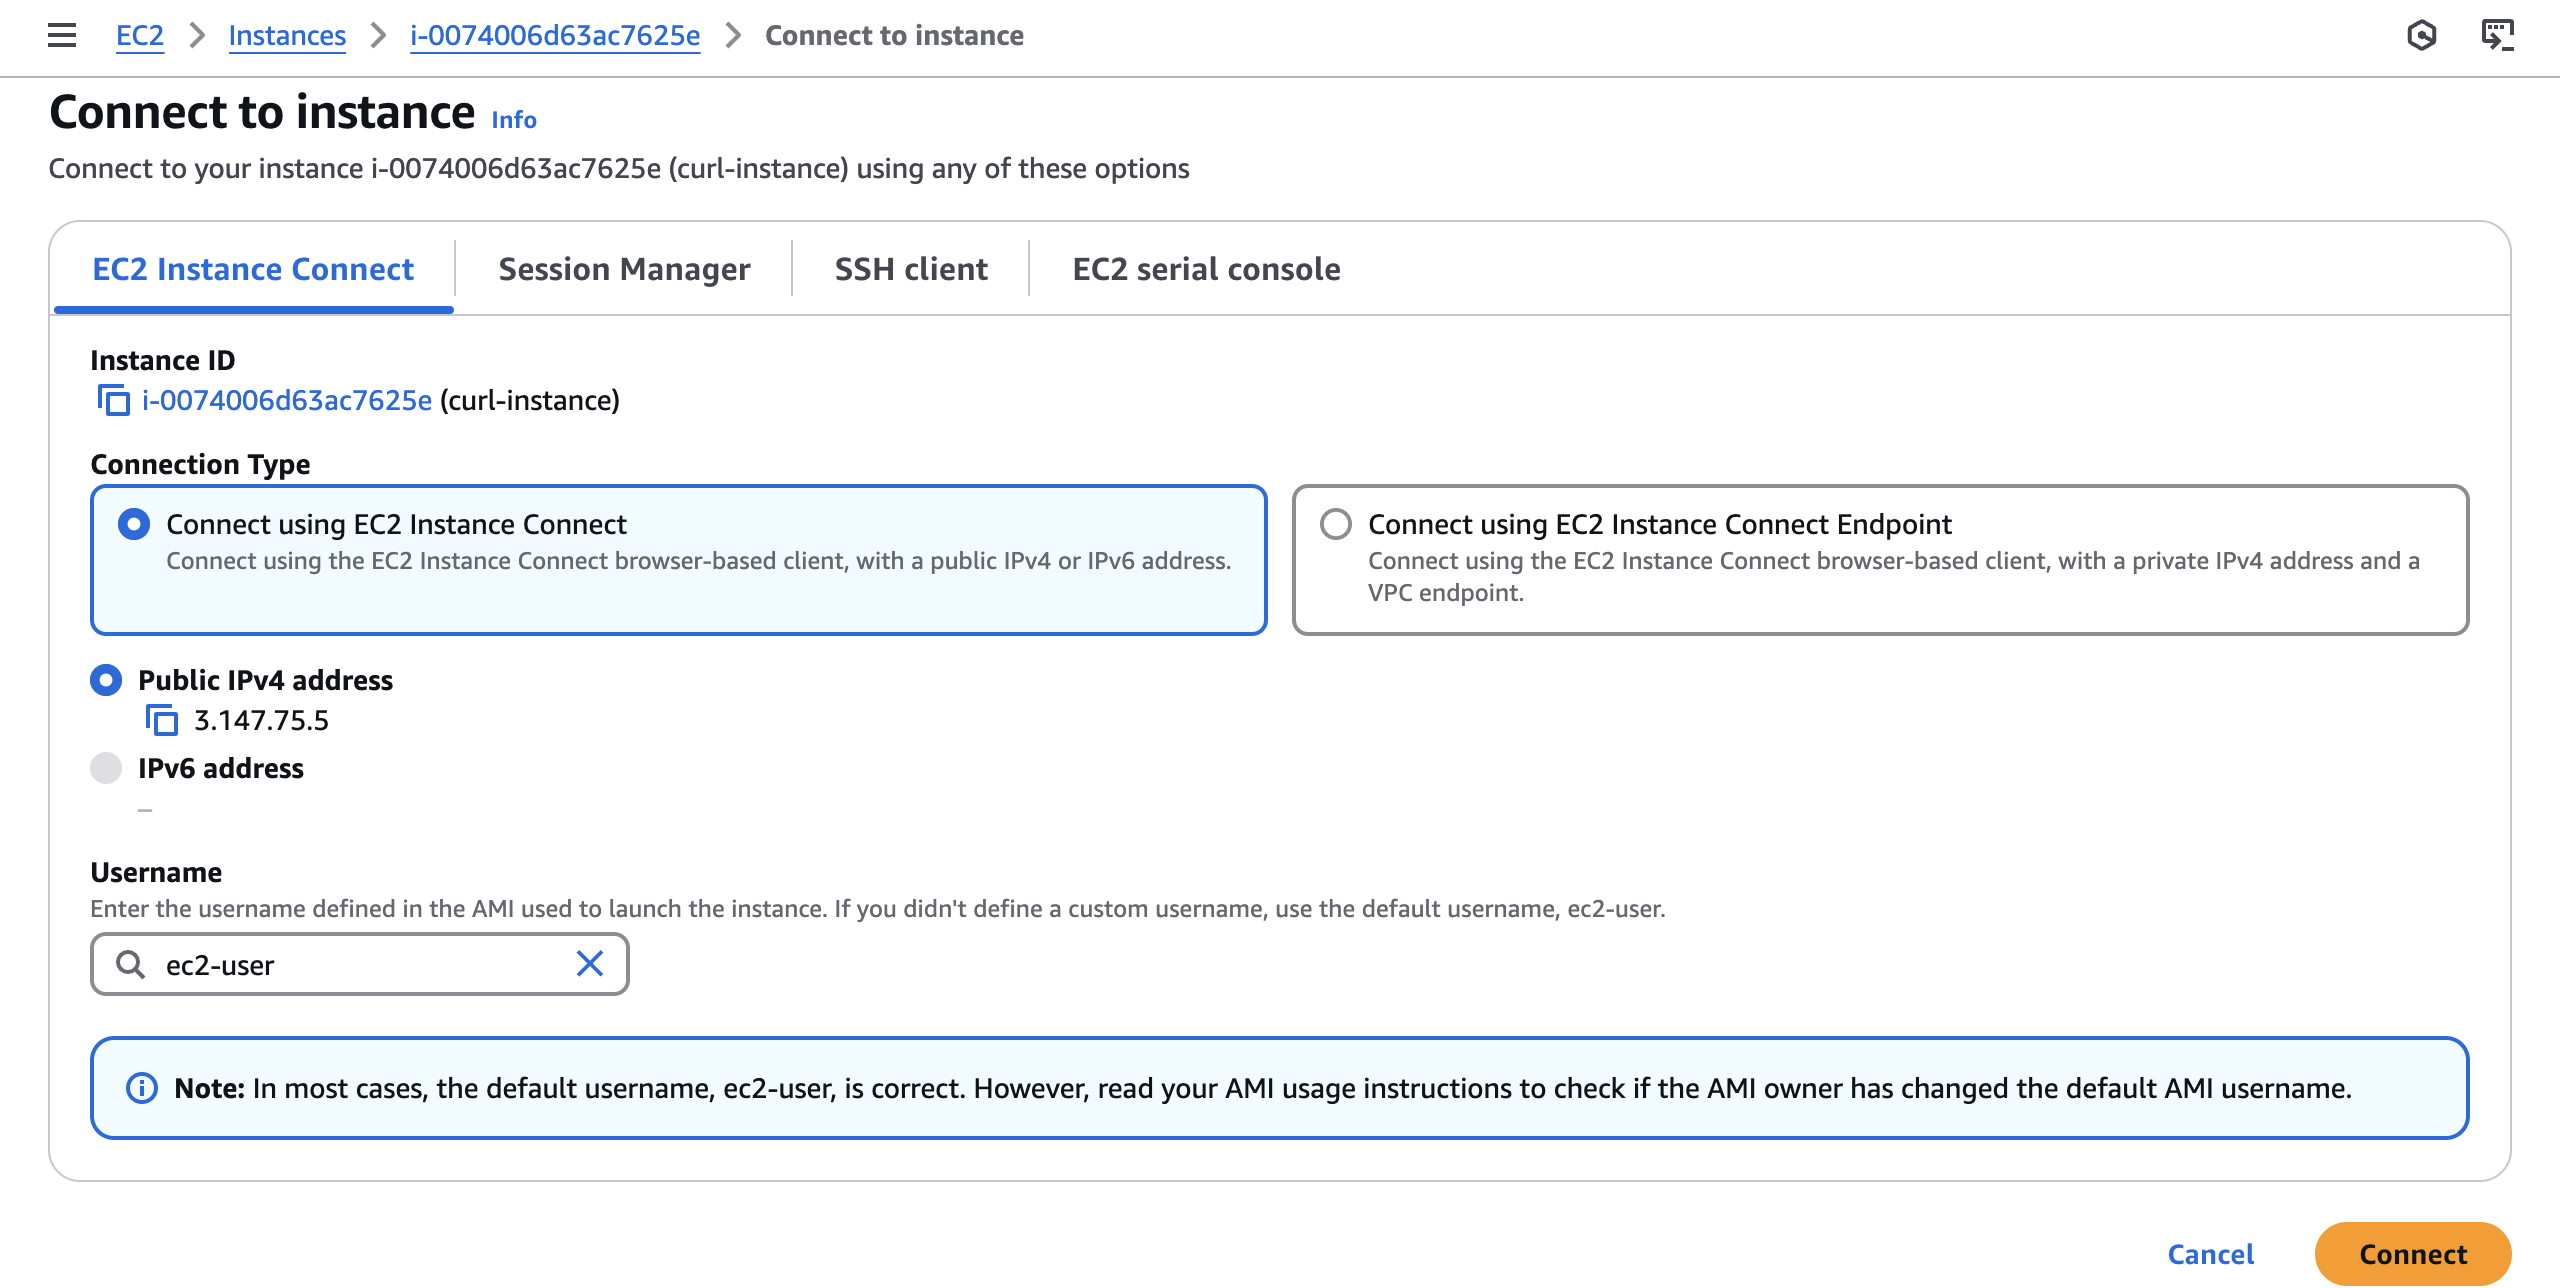 EC2 Instances i-0074006d63ac7625e Connect to instance
Connect to instance Info
Connect to your instance i-0074006d63ac7625e (curl-instance) using any of these options
EC2 Instance Connect Session Manager SSH client EC2 serial console
Instance ID
i-0074006d63ac7625e (curl-instance)
Connection Type
Connect using EC2 Instance Connect
Connect using the EC2 Instance Connect browser-based client, with a public IPv4 or IPv6 address.
Connect using EC2 Instance Connect Endpoint
Connect using the EC2 Instance Connect browser-based client, with a private IPv4 address and a
VPC endpoint.
Public IPv4 address
3.147.75.5
IPv6 address
–
Username
Enter the username defined in the AMI used to launch the instance. If you didn't define a custom username, use the default username, ec2-user.
ec2-user
Note: In most cases, the default username, ec2-user, is correct. However, read your AMI usage instructions to check if the AMI owner has changed the default AMI username.
Cancel Connect